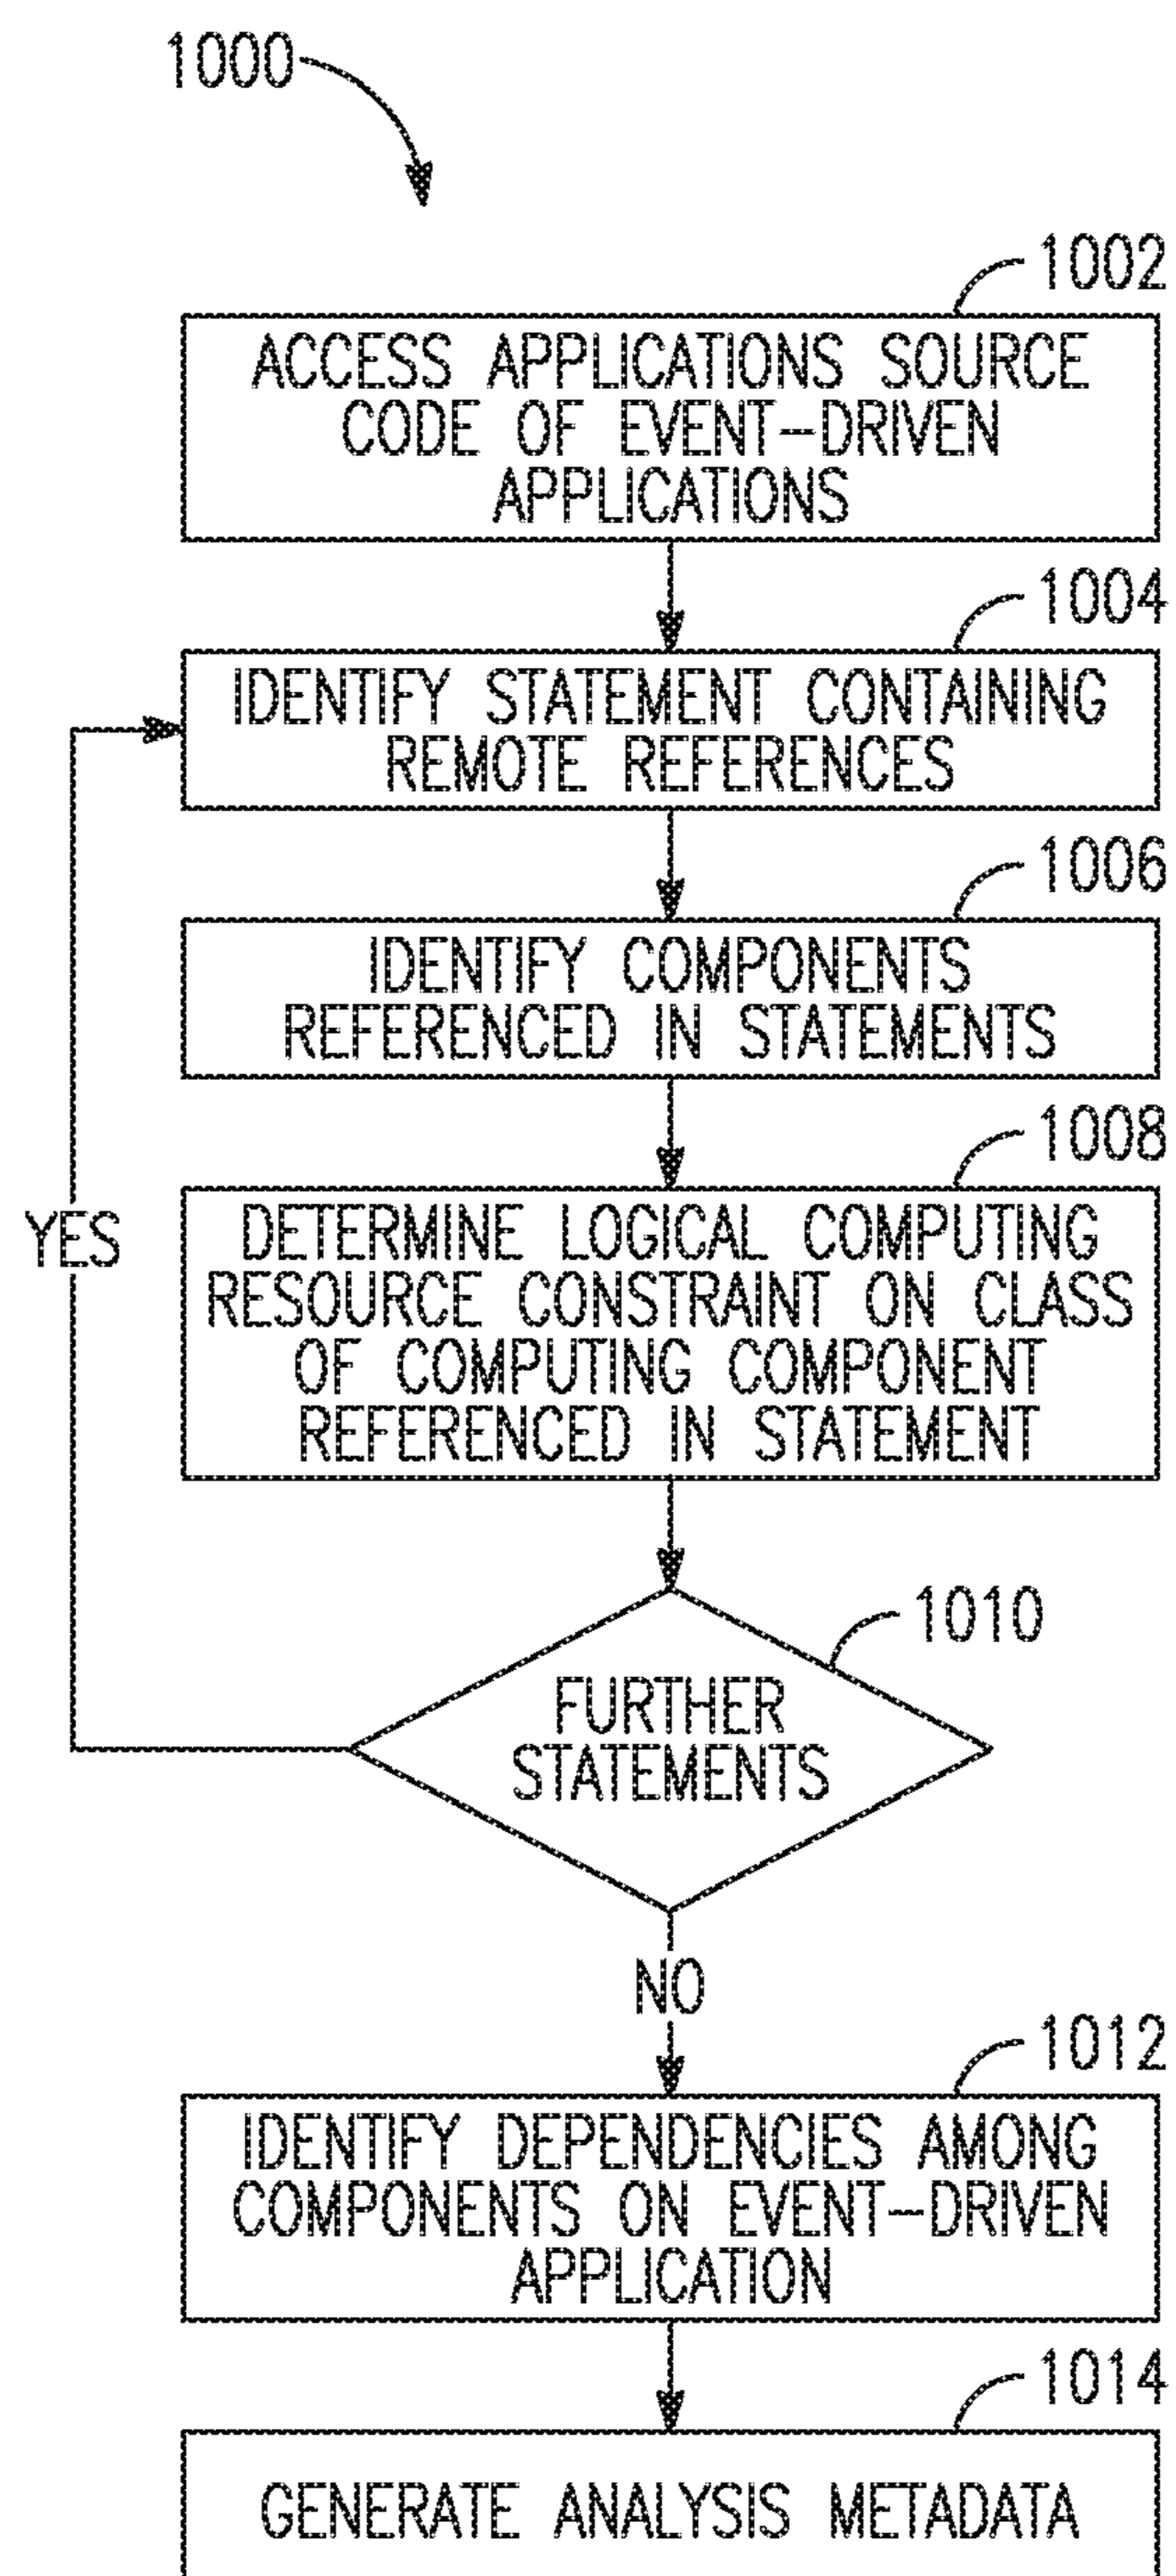 1000
1002
ACCESS APPLICATIONS SOURCE
CODE OF EVENT-DRIVEN
APPLICATIONS
1004
IDENTIFY STATEMENT CONTAINING
REMOTE REFERENCES
1006
IDENTIFY COMPONENTS
REFERENCED IN STATEMENTS
1008
YES
DETERMINE LOGICAL COMPUTING
RESOURCE CONSTRAINT ON CLASS
OF COMPUTING COMPONENT
REFERENCED IN STATEMENT
1010
FURTHER
STATEMENTS
NO
1012
IDENTIFY DEPENDENCIES AMONG
COMPONENTS ON EVENT-DRIVEN
APPLICATION
1014
GENERATE ANALYSIS METADATA